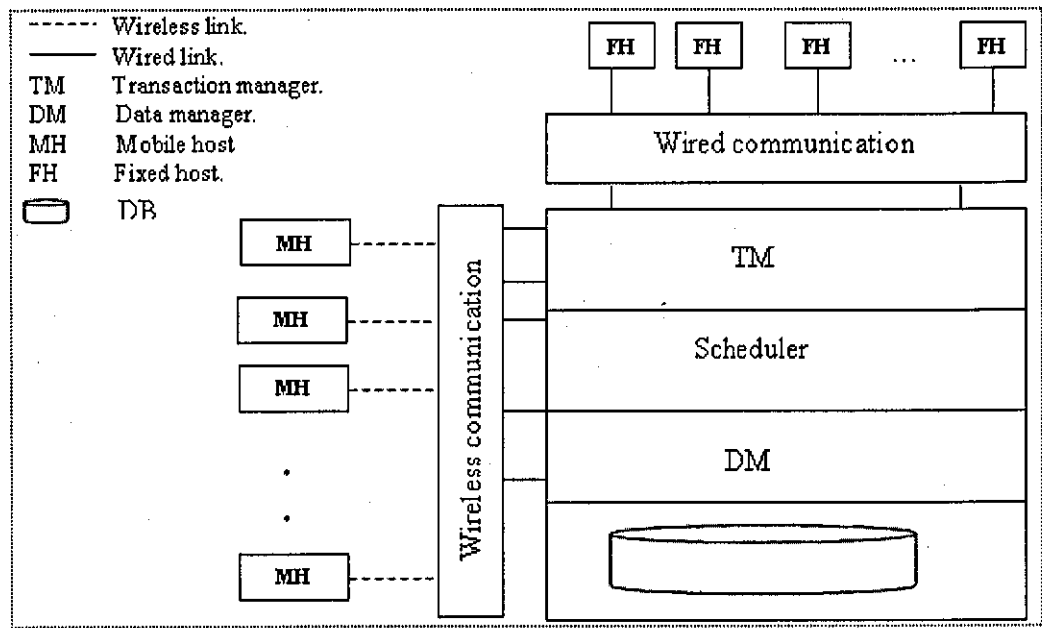 Wireless link.
Wired link.
TM Transaction manager.
DM Data manager.
MH Mobile host
FH Fixed host.
DB
FH FH FH ... FH
Wired communication
TM
Scheduler
DM
Wireless communication
MH
MH
MH
.
.
MH